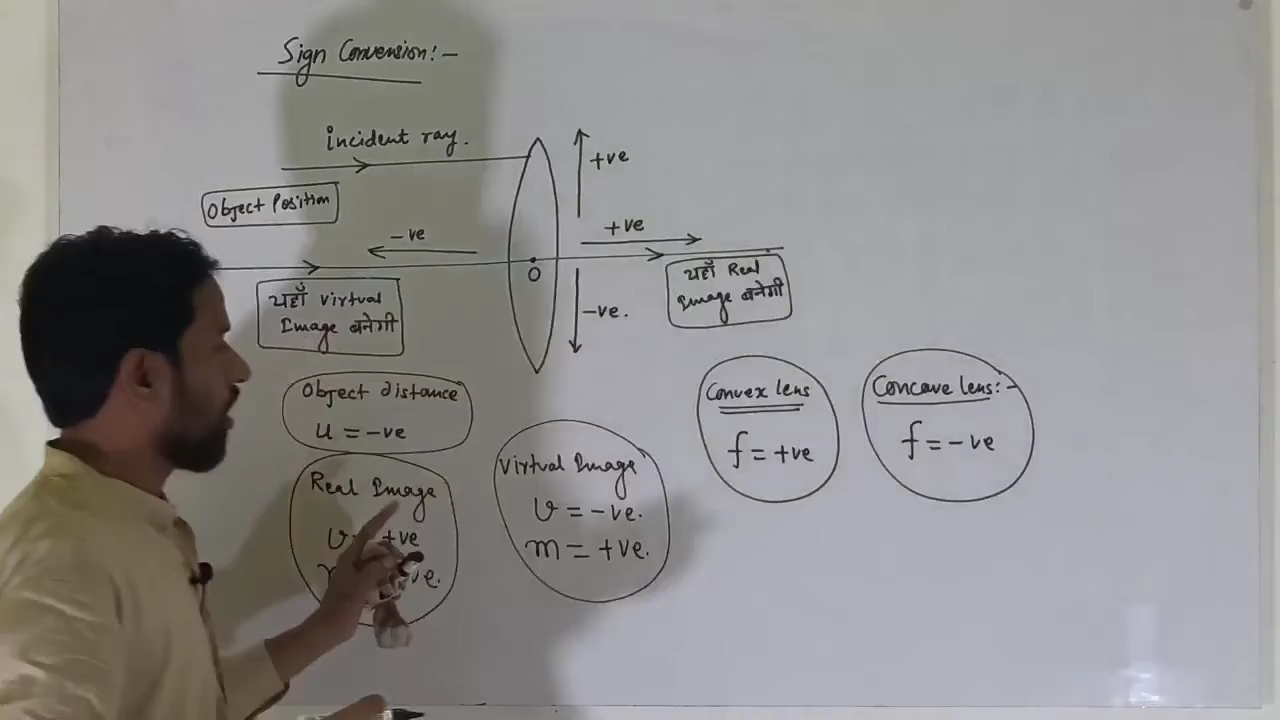 Sign Convension:-
incident ray.
+ve
Object Position
-ve
+ve
O
यहाँ Virtual
Image बनेगी
यहाँ Real
Image बनेगी
-ve.
Object distance
u = -ve
Convex lens
f = +ve
Concave lens:-
f = -ve
Real Image
v = +ve
ve.
Virtual Image
v = -ve.
m = +ve.